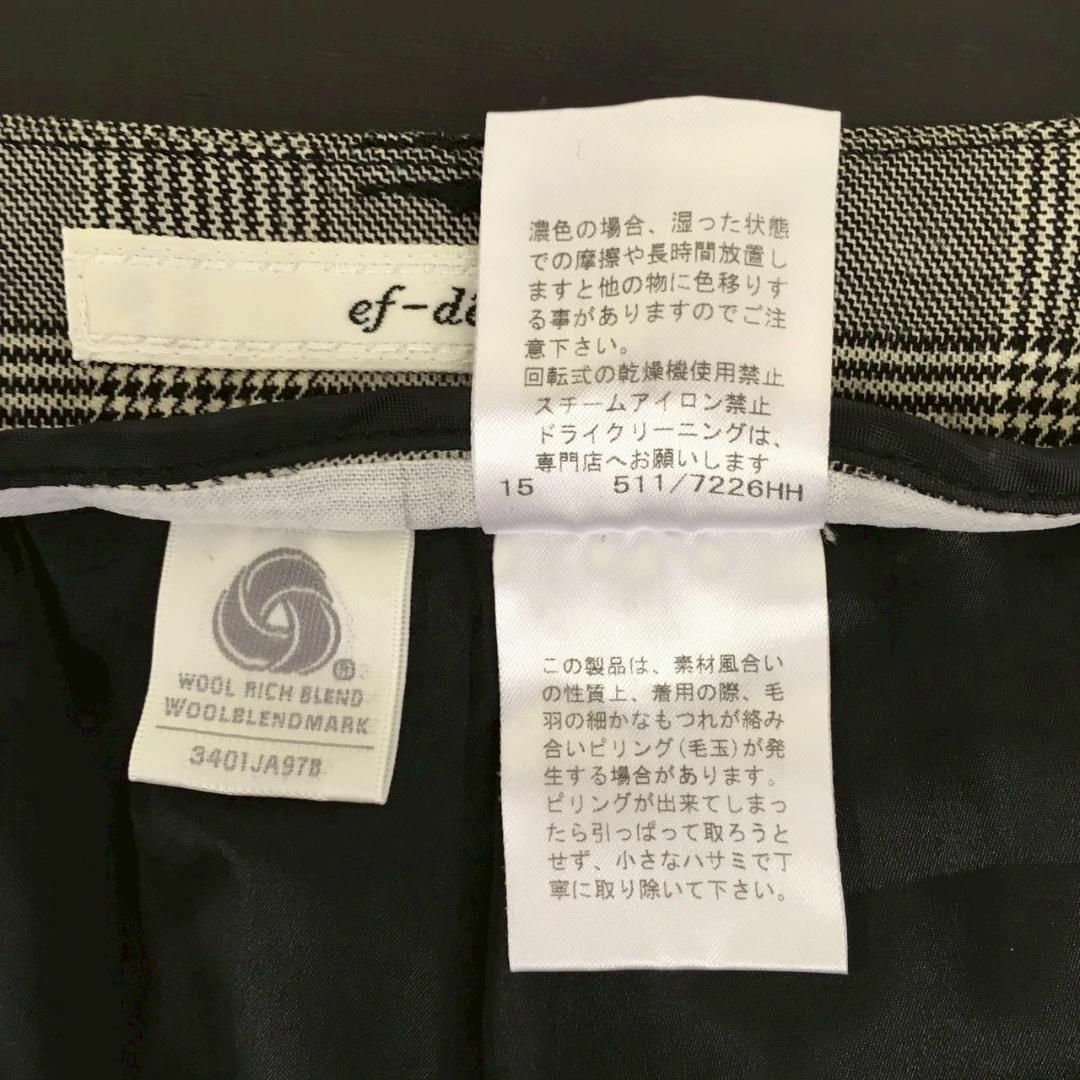 ef-dé
濃色の場合、湿った状態
での摩擦や長時間放置し
ますと他の物に色移りす
る事がありますのでご注
意下さい。
回転式の乾燥機使用禁止
スチームアイロン禁止
ドライクリーニングは、
専門店へお願いします
15 511/7226HH
WOOL RICH BLEND
WOOLBLENDMARK
3401JA97B
この製品は、素材風合い
の性質上、着用の際、毛
羽の細かなもつれが絡み
合いピリング(毛玉)が発
生する場合があります。
ピリングが出来てしまっ
たら引っぱって取ろうと
せず、小さなハサミで丁
寧に取り除いて下さい。